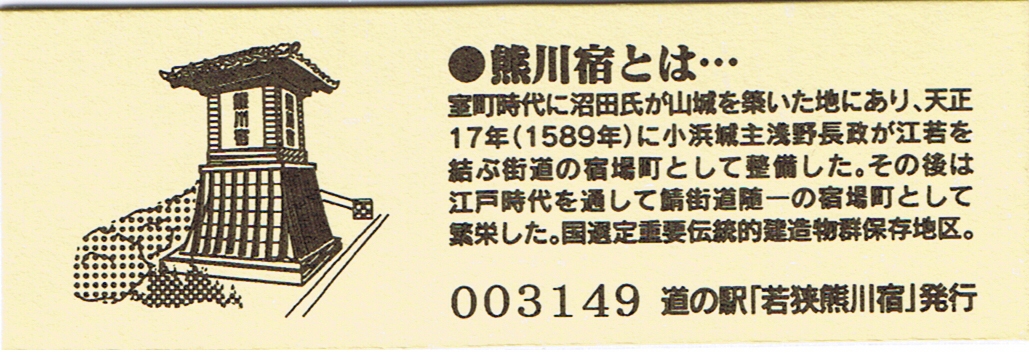 ●熊川宿とは…
熊川宿
室町時代に沼田氏が山城を築いた地にあり、天正
17年(1589年)に小浜城主浅野長政が江若を
結ぶ街道の宿場町として整備した。その後は
江戸時代を通して鯖街道随一の宿場町として
繁栄した。国選定重要伝統的建造物群保存地区。
003149 道の駅「若狭熊川宿」発行